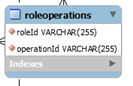 roleoperations
roleId VARCHAR(255)
operationId VARCHAR(255)
Indexes